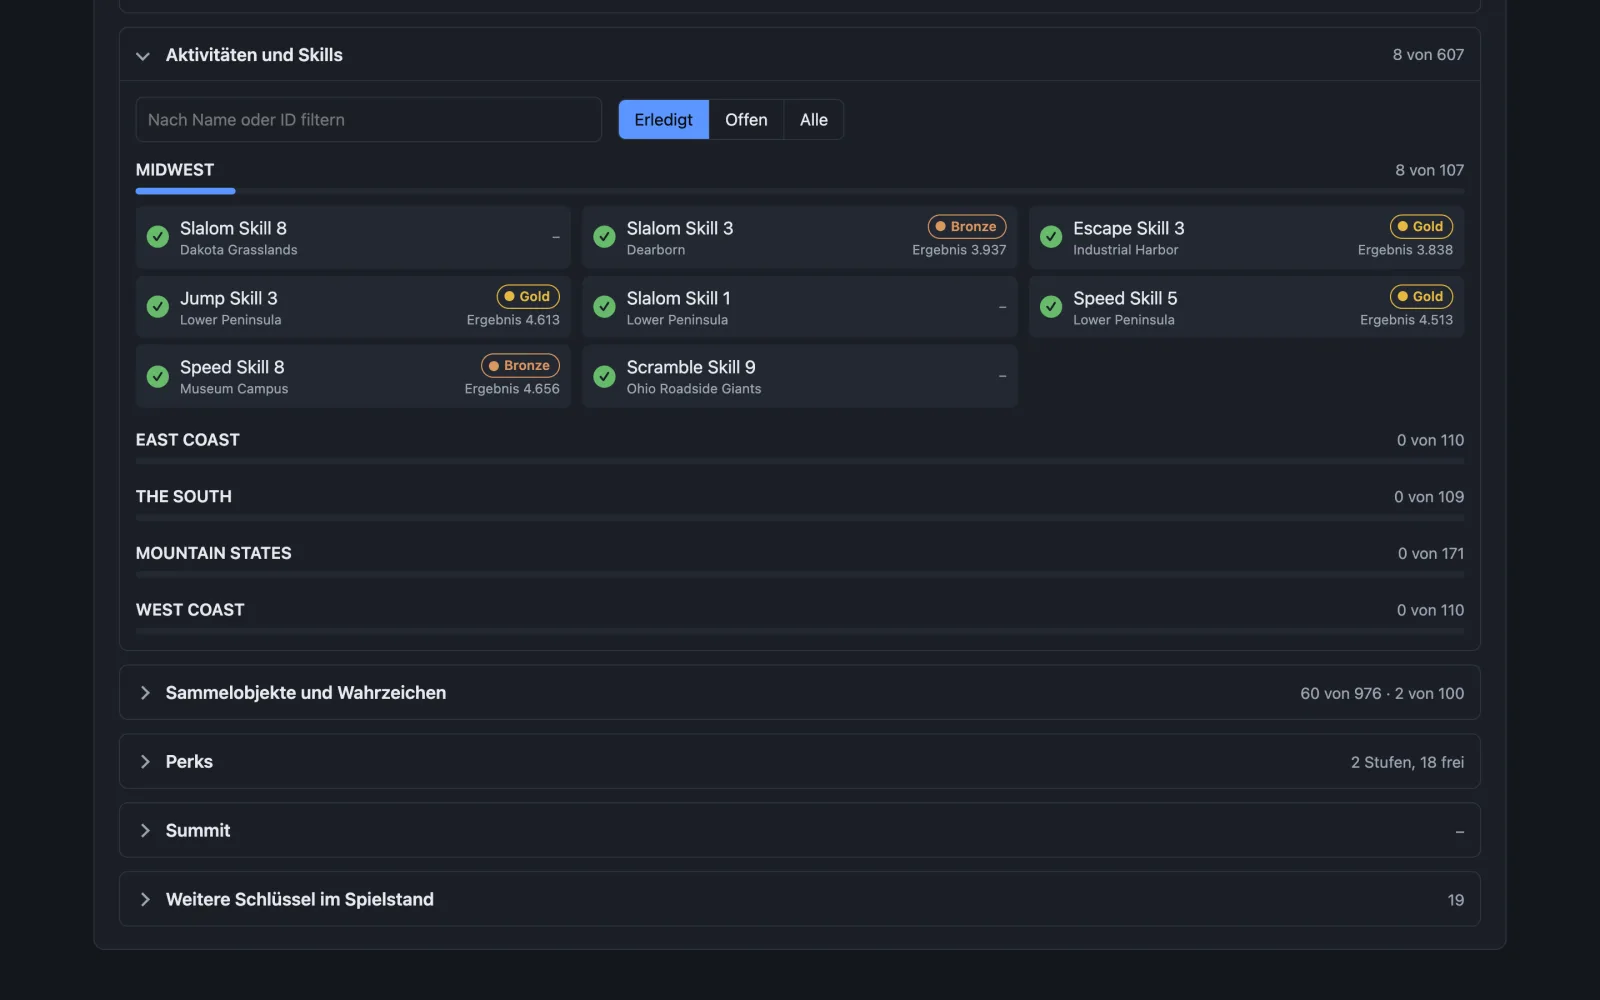 Aktivitäten und Skills
8 von 607
Nach Name oder ID filtern
Erledigt
Offen
Alle
MIDWEST
8 von 107
Slalom Skill 8
Dakota Grasslands
–
Slalom Skill 3
Dearborn
Bronze
Ergebnis 3.937
Escape Skill 3
Industrial Harbor
Gold
Ergebnis 3.838
Jump Skill 3
Lower Peninsula
Gold
Ergebnis 4.613
Slalom Skill 1
Lower Peninsula
–
Speed Skill 5
Lower Peninsula
Gold
Ergebnis 4.513
Speed Skill 8
Museum Campus
Bronze
Ergebnis 4.656
Scramble Skill 9
Ohio Roadside Giants
–
EAST COAST
0 von 110
THE SOUTH
0 von 109
MOUNTAIN STATES
0 von 171
WEST COAST
0 von 110
Sammelobjekte und Wahrzeichen
60 von 976 · 2 von 100
Perks
2 Stufen, 18 frei
Summit
–
Weitere Schlüssel im Spielstand
19